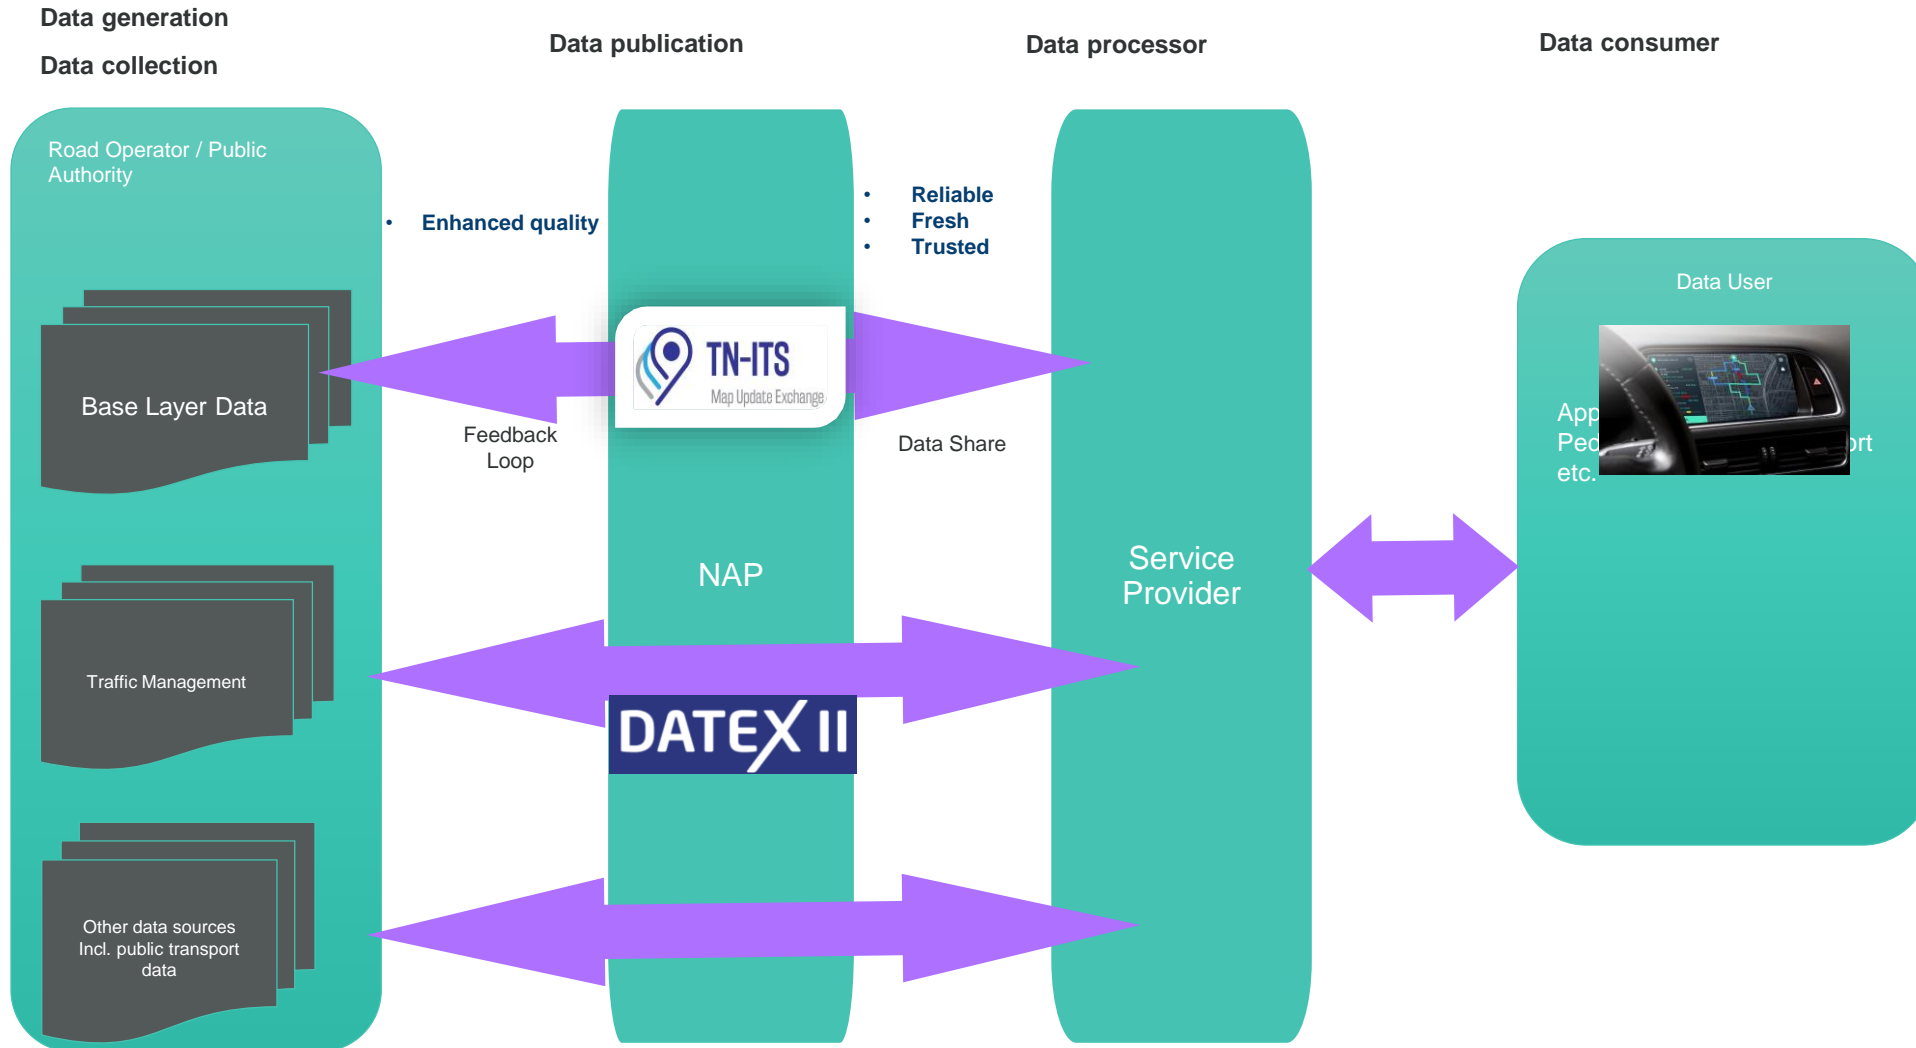 Data generation
Data collection
Data publication
Data processor
Data consumer
Road Operator / Public
Authority
• Enhanced quality
• Reliable
• Fresh
• Trusted
Data User
TN-ITS
Map Update Exchange
Base Layer Data
Feedback
Loop
Data Share
etc.
NAP
Service
Provider
Traffic Management
DATEX II
Other data sources
Incl. public transport
data